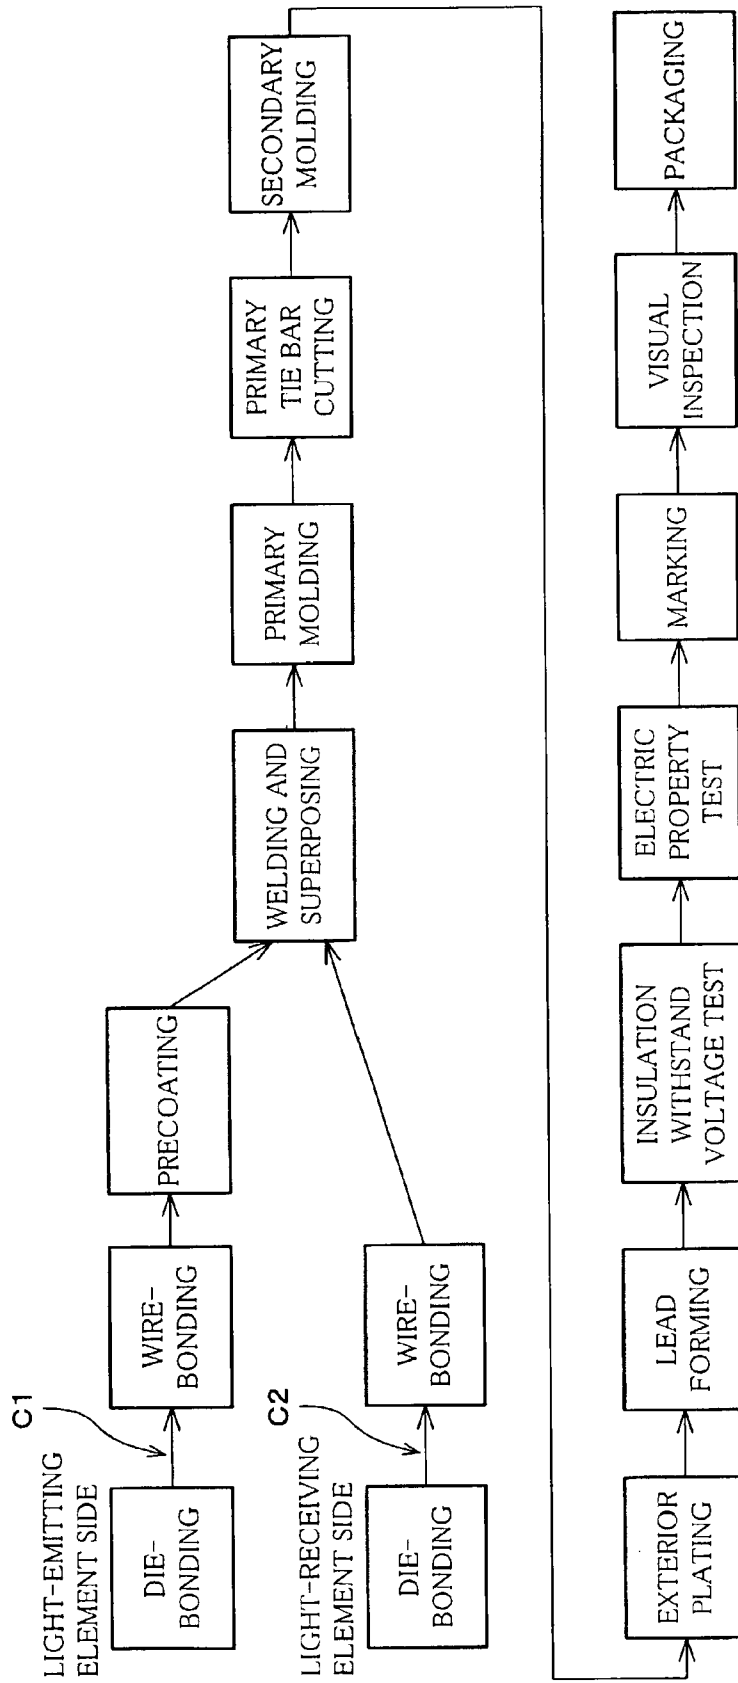 LIGHT-EMITTING
ELEMENT SIDE
C1
DIE-
BONDING
WIRE-
BONDING
PRECOATING
LIGHT-RECEIVING
ELEMENT SIDE
C2
DIE-
BONDING
WIRE-
BONDING
WELDING AND
SUPERPOSING
PRIMARY
MOLDING
PRIMARY
TIE BAR
CUTTING
SECONDARY
MOLDING
EXTERIOR
PLATING
LEAD
FORMING
INSULATION
WITHSTAND
VOLTAGE TEST
ELECTRIC
PROPERTY
TEST
MARKING
VISUAL
INSPECTION
PACKAGING